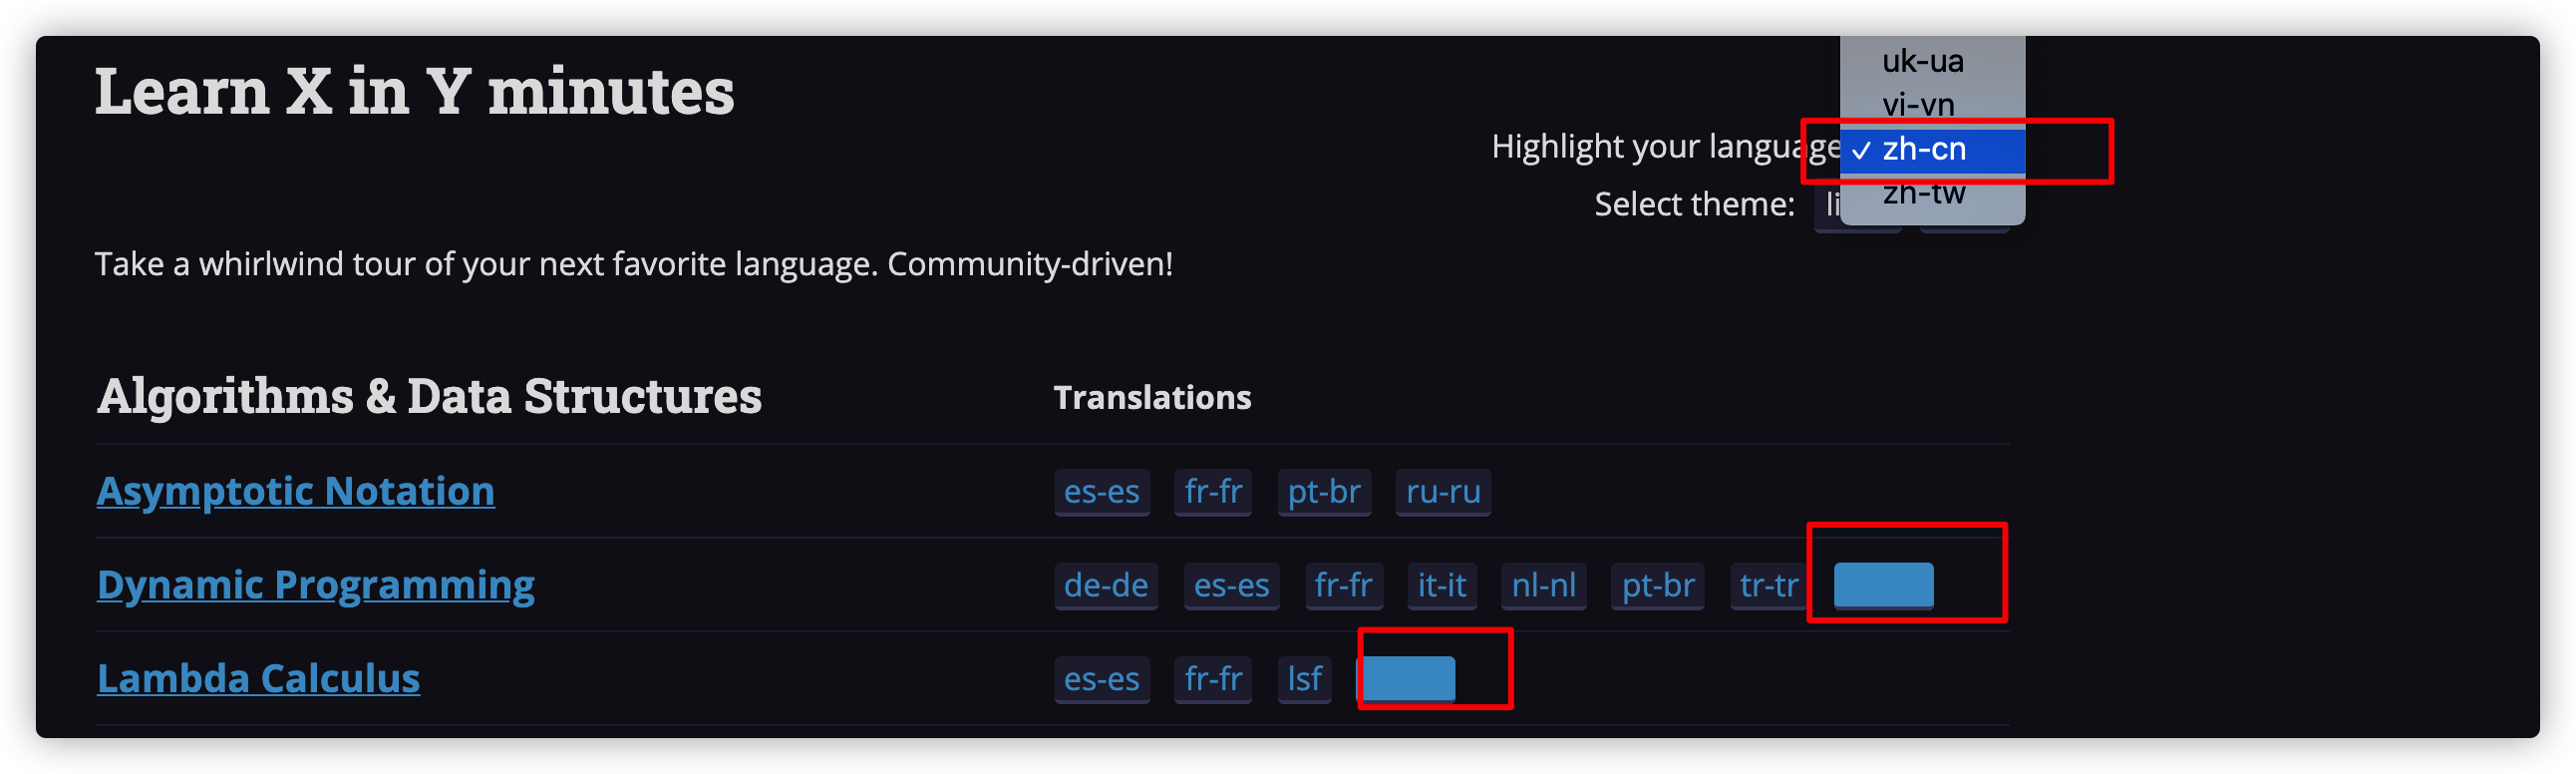 Learn X in Y minutes
uk-ua
vi-vn
Highlight your language
✓ zh-cn
zh-tw
Select theme: li
Take a whirlwind tour of your next favorite language. Community-driven!
Algorithms & Data Structures Translations
Asymptotic Notation es-es fr-fr pt-br ru-ru
Dynamic Programming de-de es-es fr-fr it-it nl-nl pt-br tr-tr
Lambda Calculus es-es fr-fr lsf